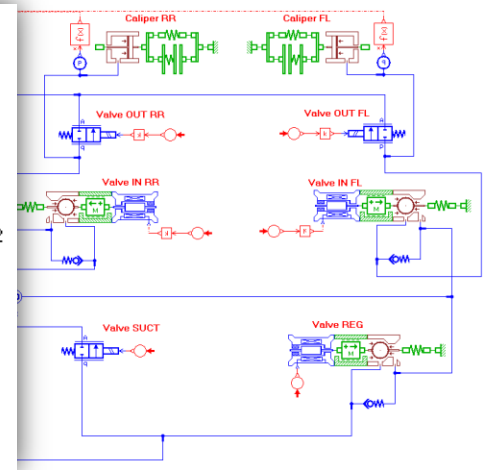 Caliper RR
Caliper FL
f(x)
f(x)
P
Valve OUT RR
Valve OUT FL
A
A
k
Valve IN RR
Valve IN FL
M
M
Valve SUCT
Valve REG
A
M